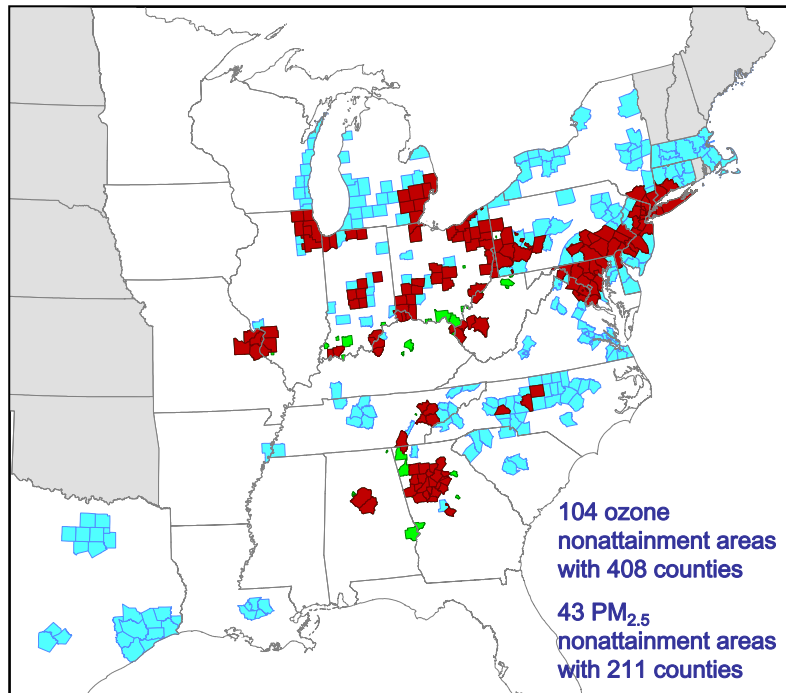 104 ozone
nonattainment areas
with 408 counties
43 PM2.5
nonattainment areas
with 211 counties